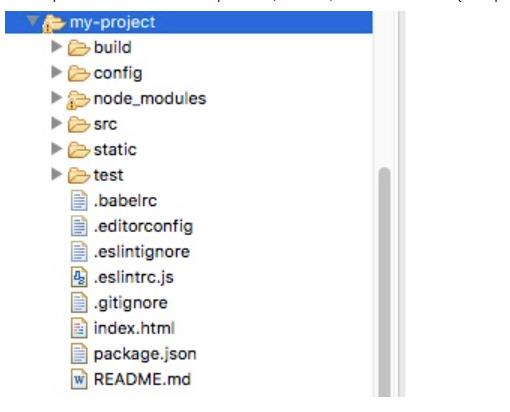 my-project
build
config
node_modules
src
static
test
.babelrc
.editorconfig
.eslintignore
.eslintrc.js
.gitignore
index.html
package.json
README.md